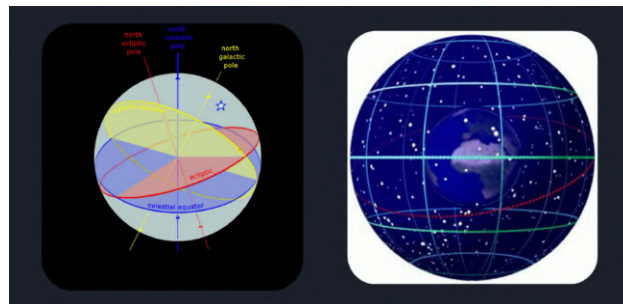 north
ecliptic
pole
north
celestial
pole
north
galactic
pole
ecliptic
celestial equator